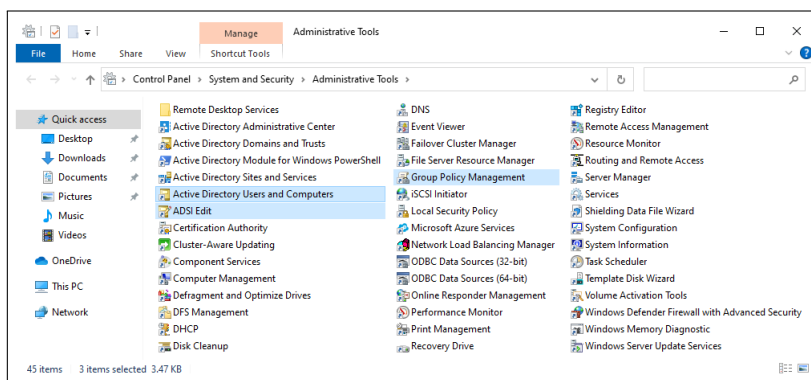 Manage
Administrative Tools
File Home Share View Shortcut Tools
Control Panel > System and Security > Administrative Tools >
Quick access
Desktop
Downloads
Documents
Pictures
Music
Videos
OneDrive
This PC
Network
Remote Desktop Services
Active Directory Administrative Center
Active Directory Domains and Trusts
Active Directory Module for Windows PowerShell
Active Directory Sites and Services
Active Directory Users and Computers
ADSI Edit
Certification Authority
Cluster-Aware Updating
Component Services
Computer Management
Defragment and Optimize Drives
DFS Management
DHCP
Disk Cleanup
DNS
Event Viewer
Failover Cluster Manager
File Server Resource Manager
Group Policy Management
iSCSI Initiator
Local Security Policy
Microsoft Azure Services
Network Load Balancing Manager
ODBC Data Sources (32-bit)
ODBC Data Sources (64-bit)
Online Responder Management
Performance Monitor
Print Management
Recovery Drive
Registry Editor
Remote Access Management
Resource Monitor
Routing and Remote Access
Server Manager
Services
Shielding Data File Wizard
System Configuration
System Information
Task Scheduler
Template Disk Wizard
Volume Activation Tools
Windows Defender Firewall with Advanced Security
Windows Memory Diagnostic
Windows Server Update Services
45 items 3 items selected 3.47 KB